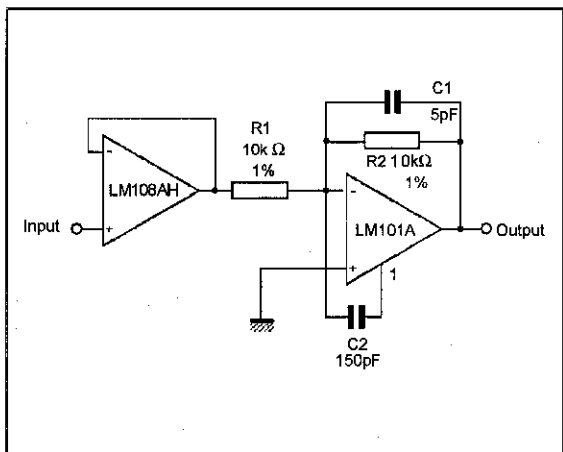 C1
5pF
R1
10k Ω
1%
R2 10kΩ
1%
-
LM108AH
+
Input
-
LM101A
+
Output
1
C2
150pF